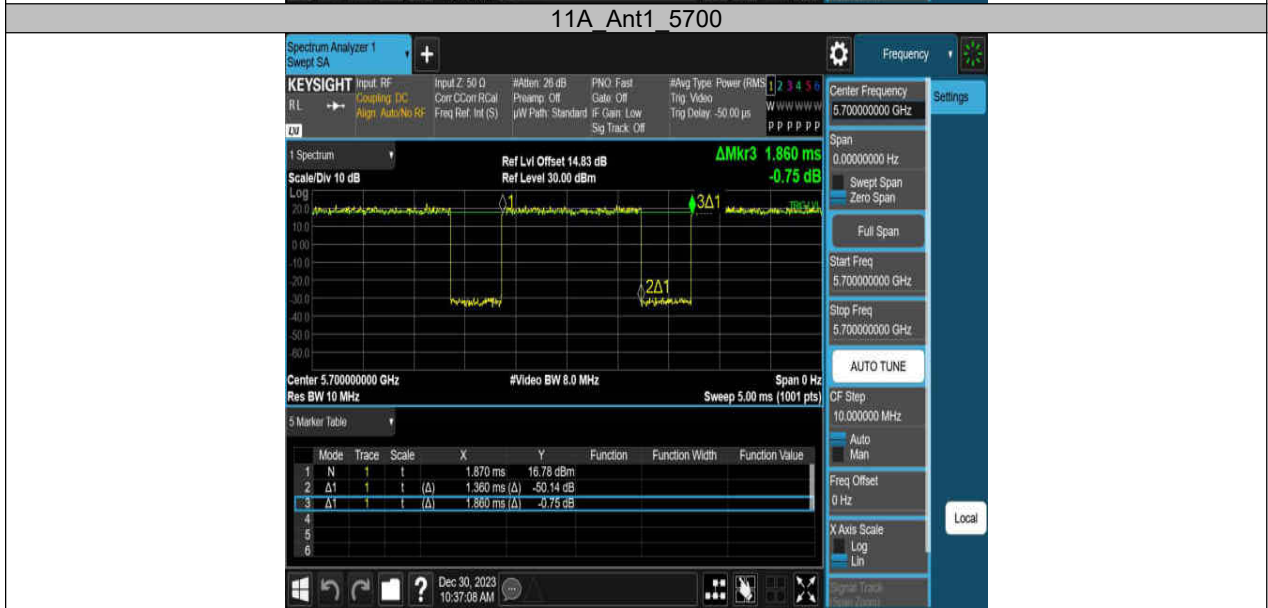 11A_Ant1_5700
Spectrum Analyzer 1
Swept SA
+
Frequency
KEYSIGHT
RL
LXI
Input: RF
Coupling: DC
Align: Auto/No RF
Input Z: 50 Ω
Corr CCorr RCal
Freq Ref: Int (S)
#Atten: 26 dB
Preamp: Off
µW Path: Standard
PNO: Fast
Gate: Off
IF Gain: Low
Sig Track: Off
#Avg Type: Power (RMS
Trig: Video
Trig Delay: -50.00 µs
1 2 3 4 5 6
W W W W W W
P P P P P P
Center Frequency
5.700000000 GHz
Settings
1 Spectrum
Scale/Div 10 dB
Ref Lvl Offset 14.83 dB
Ref Level 30.00 dBm
ΔMkr3 1.860 ms
-0.75 dB
Span
0.00000000 Hz
Swept Span
Zero Span
Full Span
Start Freq
5.700000000 GHz
Stop Freq
5.700000000 GHz
AUTO TUNE
CF Step
10.000000 MHz
Auto
Man
Freq Offset
0 Hz
X Axis Scale
Log
Lin
Signal Track
(Span Zoom)
Local
Log
20.0
10.0
0.00
-10.0
-20.0
-30.0
-40.0
-50.0
-60.0
1
3Δ1
TRIG LVL
2Δ1
Center 5.700000000 GHz
#Video BW 8.0 MHz
Span 0 Hz
Res BW 10 MHz
Sweep 5.00 ms (1001 pts)
5 Marker Table
Mode Trace Scale X Y Function Function Width Function Value
1 N 1 t 1.870 ms 16.78 dBm
2 Δ1 1 t (Δ) 1.360 ms (Δ) -50.14 dB
3 Δ1 1 t (Δ) 1.860 ms (Δ) -0.75 dB
4
5
6
?
Dec 30, 2023
10:37:08 AM